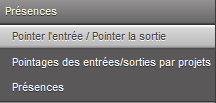 Présences
Pointer l'entrée / Pointer la sortie
Pointages des entrées/sorties par projets
Présences